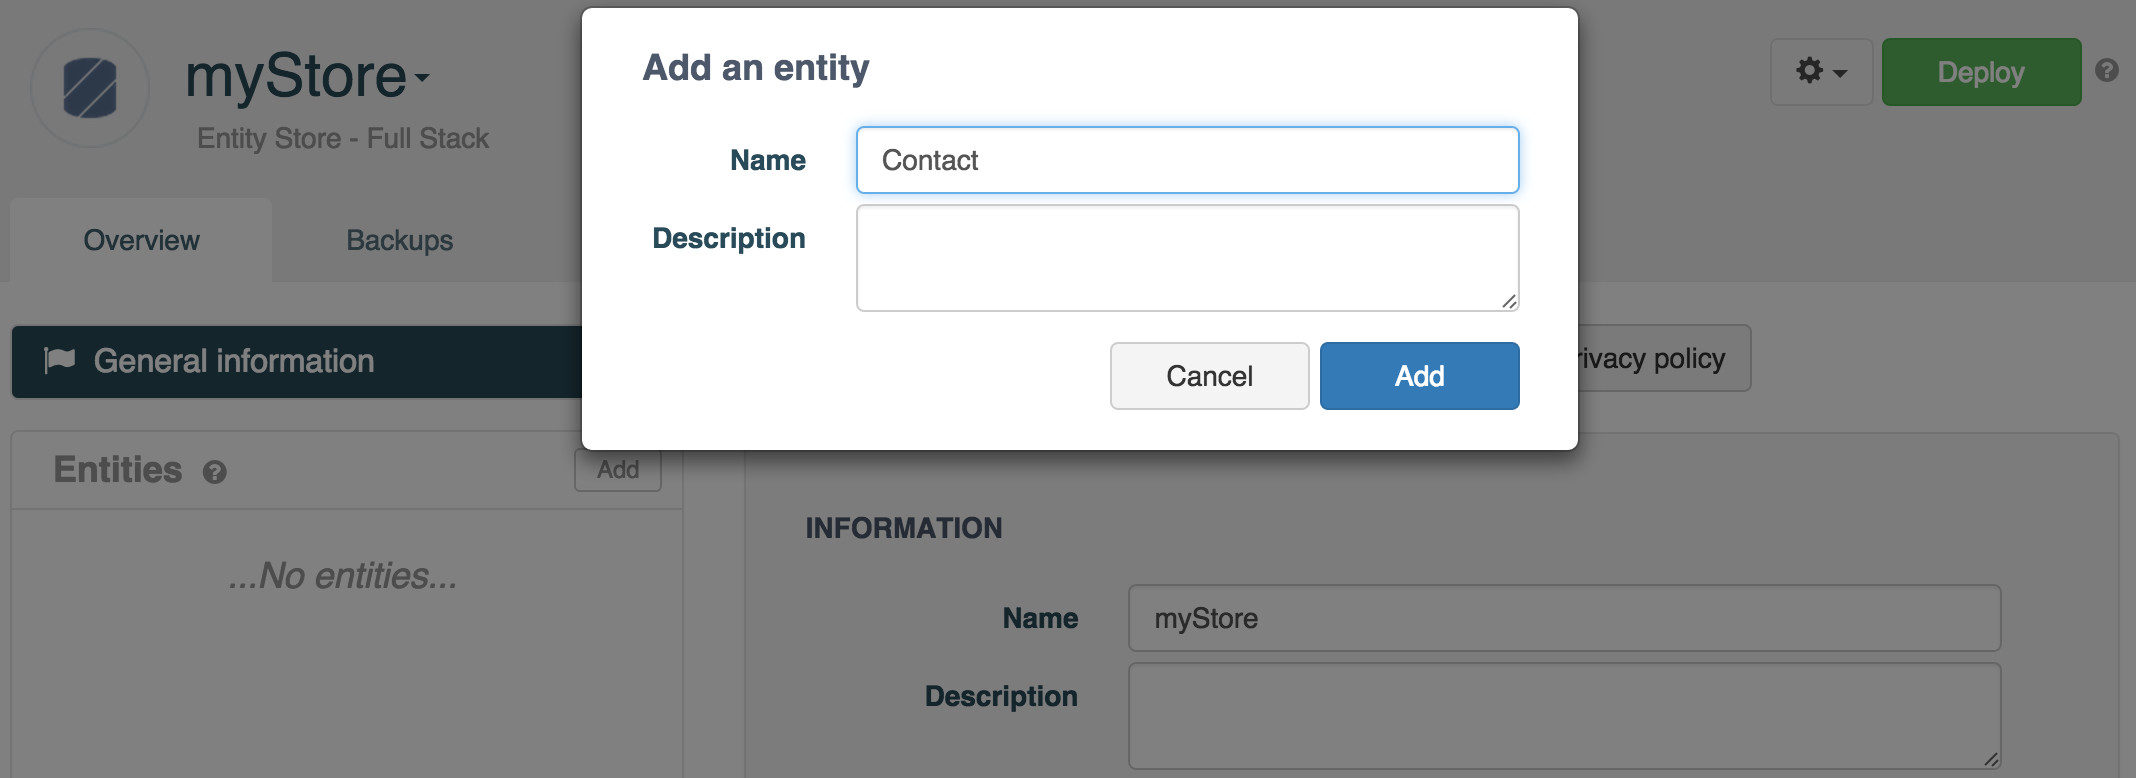 myStore
Entity Store - Full Stack
Deploy
Add an entity
Name
Contact
Description
Cancel
Add
Overview
Backups
General information
rivacy policy
Entities
Add
...No entities...
INFORMATION
Name
myStore
Description